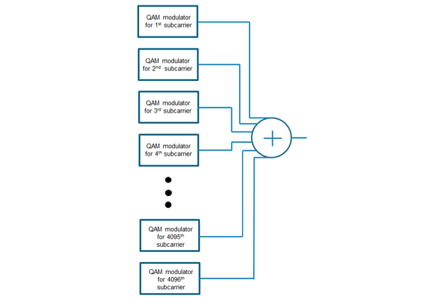 QAM modulator
for 1st subcarrier
QAM modulator
for 2nd subcarrier
QAM modulator
for 3rd subcarrier
QAM modulator
for 4th subcarrier
QAM modulator
for 4095th
subcarrier
QAM modulator
for 4096th
subcarrier